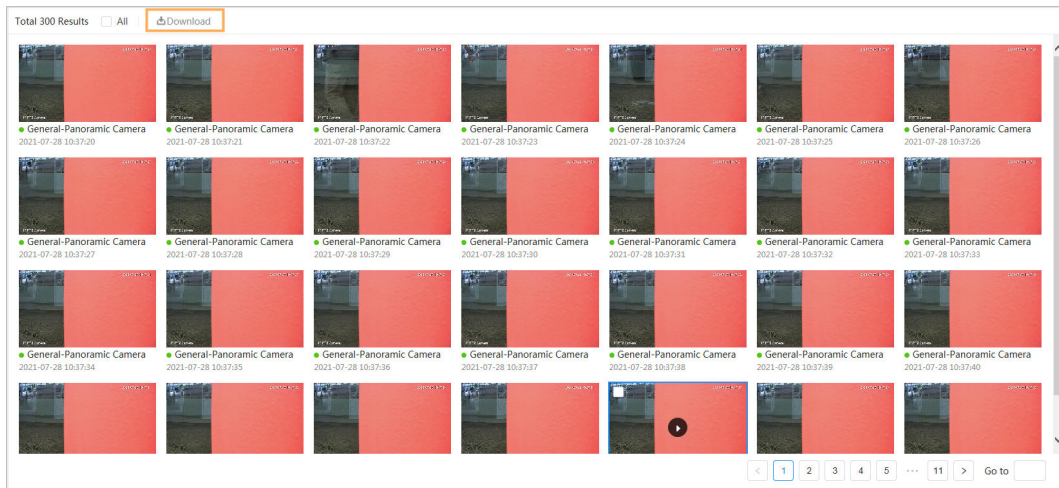 Total 300 Results All Download
General-Panoramic Camera General-Panoramic Camera General-Panoramic Camera General-Panoramic Camera General-Panoramic Camera General-Panoramic Camera General-Panoramic Camera
2021-07-28 10:37:20 2021-07-28 10:37:21 2021-07-28 10:37:22 2021-07-28 10:37:23 2021-07-28 10:37:24 2021-07-28 10:37:25 2021-07-28 10:37:26
General-Panoramic Camera General-Panoramic Camera General-Panoramic Camera General-Panoramic Camera General-Panoramic Camera General-Panoramic Camera General-Panoramic Camera
2021-07-28 10:37:27 2021-07-28 10:37:28 2021-07-28 10:37:29 2021-07-28 10:37:30 2021-07-28 10:37:31 2021-07-28 10:37:32 2021-07-28 10:37:33
General-Panoramic Camera General-Panoramic Camera General-Panoramic Camera General-Panoramic Camera General-Panoramic Camera General-Panoramic Camera General-Panoramic Camera
2021-07-28 10:37:34 2021-07-28 10:37:35 2021-07-28 10:37:36 2021-07-28 10:37:37 2021-07-28 10:37:38 2021-07-28 10:37:39 2021-07-28 10:37:40
< 1 2 3 4 5 ··· 11 > Go to